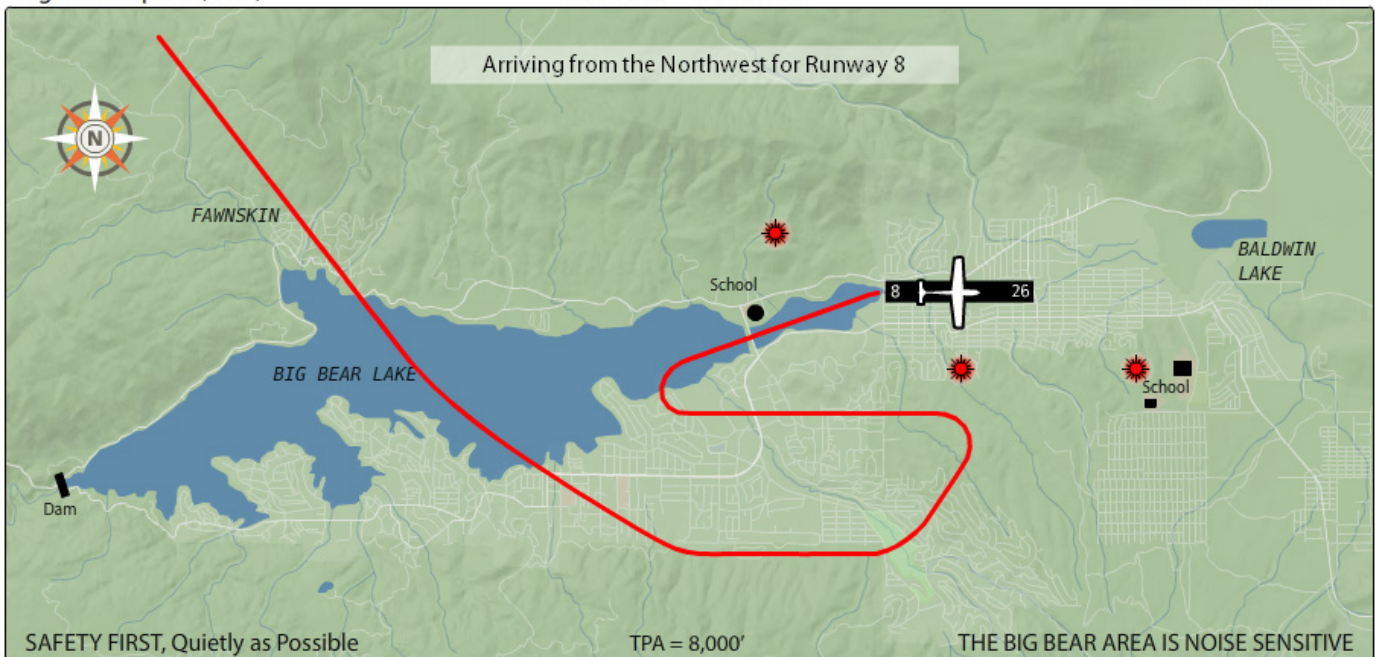 Arriving from the Northwest for Runway 8
N
FAWNSKIN
BALDWIN
LAKE
School
8 26
BIG BEAR LAKE
School
Dam
SAFETY FIRST, Quietly as Possible
TPA = 8,000’
THE BIG BEAR AREA IS NOISE SENSITIVE